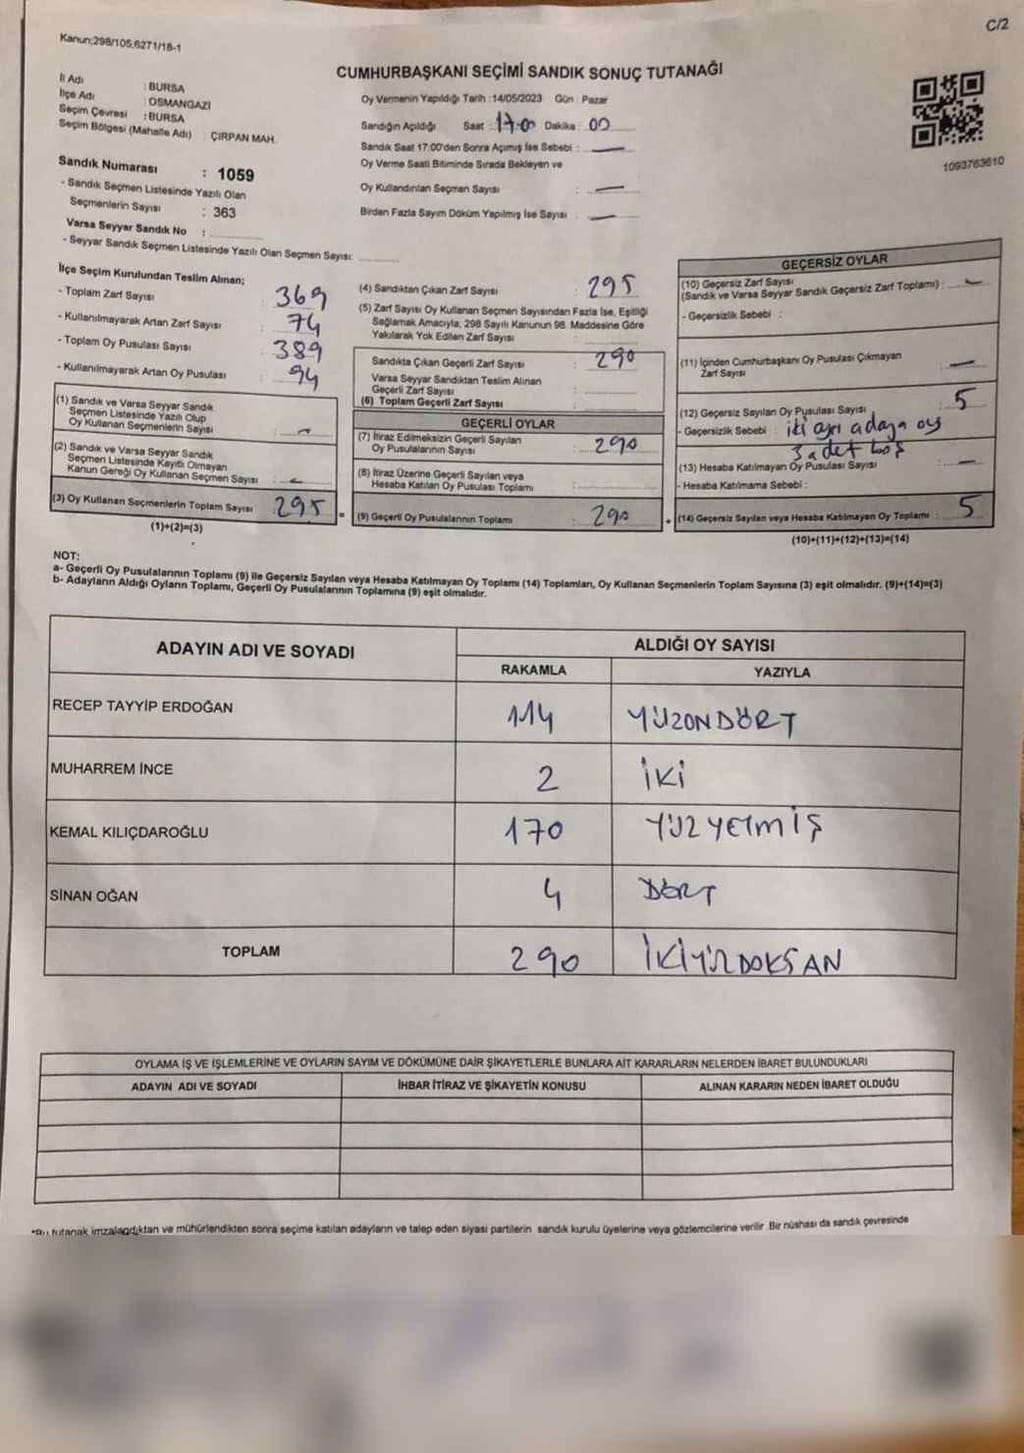 C/2
Kanun:298/105,6271/18-1
CUMHURBAŞKANI SEÇİMİ SANDIK SONUÇ TUTANAĞI
İl Adı : BURSA
İlçe Adı : OSMANGAZİ
Seçim Çevresi : BURSA
Seçim Bölgesi (Mahalle Adı) : ÇIRPAN MAH.
Sandık Numarası : 1059
- Sandık Seçmen Listesinde Yazılı Olan
Seçmenlerin Sayısı : 363
Varsa Seyyar Sandık No :
- Seyyar Sandık Seçmen Listesinde Yazılı Olan Seçmen Sayısı:
Oy Vermenin Yapıldığı Tarih :14/05/2023 Gün : Pazar
Sandığın Açıldığı Saat : 17:00 Dakika : 00
Sandık Saat 17:00'den Sonra Açımış İse Sebebi : —
Oy Verme Saati Bitiminde Sırada Bekleyen ve
Oy Kullandırılan Seçmen Sayısı : —
Birden Fazla Sayım Döküm Yapılmış İse Sayısı : —
1093763610
İlçe Seçim Kurulundan Teslim Alınan;
- Toplam Zarf Sayısı : 369
- Kullanılmayarak Artan Zarf Sayısı : 74
- Toplam Oy Pusulası Sayısı : 389
- Kullanılmayarak Artan Oy Pusulası : 94
(1) Sandık ve Varsa Seyyar Sandık
Seçmen Listesinde Yazılı Olup
Oy Kullanan Seçmenlerin Sayısı :
(2) Sandık ve Varsa Seyyar Sandık
Seçmen Listesinde Kayıtlı Olmayan
Kanun Gereği Oy Kullanan Seçmen Sayısı :
(3) Oy Kullanan Seçmenlerin Toplam Sayısı 295
(1)+(2)=(3)
(4) Sandıktan Çıkan Zarf Sayısı : 295
(5) Zarf Sayısı Oy Kullanan Seçmen Sayısından Fazla İse, Eşitliği
Sağlamak Amacıyla, 298 Sayılı Kanunun 98. Maddesine Göre
Yakılarak Yok Edilen Zarf Sayısı :
Sandıkta Çıkan Geçerli Zarf Sayısı : 290
Varsa Seyyar Sandıktan Teslim Alınan
Geçerli Zarf Sayısı :
(6) Toplam Geçerli Zarf Sayısı :
GEÇERLİ OYLAR
(7) İtiraz Edilmeksizin Geçerli Sayılan
Oy Pusulalarının Sayısı : 290
(8) İtiraz Üzerine Geçerli Sayılan veya
Hesaba Katılan Oy Pusulası Toplamı :
= (9) Geçerli Oy Pusulalarının Toplamı : 290
GEÇERSİZ OYLAR
(10) Geçersiz Zarf Sayısı
(Sandık ve Varsa Seyyar Sandık Geçersiz Zarf Toplamı) : —
- Geçersizlik Sebebi :
(11) İçinden Cumhurbaşkanı Oy Pusulası Çıkmayan
Zarf Sayısı : —
(12) Geçersiz Sayılan Oy Pusulası Sayısı : 5
- Geçersizlik Sebebi : iki ayrı adaya oy
3 adet boş
(13) Hesaba Katılmayan Oy Pusulası Sayısı : —
- Hesaba Katılmama Sebebi :
+ (14) Geçersiz Sayılan veya Hesaba Katılmayan Oy Toplamı : 5
(10)+(11)+(12)+(13)=(14)
NOT:
a- Geçerli Oy Pusulalarının Toplamı (9) ile Geçersiz Sayılan veya Hesaba Katılmayan Oy Toplamı (14) Toplamları, Oy Kullanan Seçmenlerin Toplam Sayısına (3) eşit olmalıdır. (9)+(14)=(3)
b- Adayların Aldığı Oyların Toplamı, Geçerli Oy Pusulalarının Toplamına (9) eşit olmalıdır.
ADAYIN ADI VE SOYADI ALDIĞI OY SAYISI
RAKAMLA YAZIYLA
RECEP TAYYİP ERDOĞAN 114 YÜZONDÖRT
MUHARREM İNCE 2 İKİ
KEMAL KILIÇDAROĞLU 170 YÜZYETMİŞ
SİNAN OĞAN 4 DÖRT
TOPLAM 290 İKİYÜZDOKSAN
OYLAMA İŞ VE İŞLEMLERİNE VE OYLARIN SAYIM VE DÖKÜMÜNE DAİR ŞİKAYETLERLE BUNLARA AİT KARARLARIN NELERDEN İBARET BULUNDUKLARI
ADAYIN ADI VE SOYADI İHBAR İTİRAZ VE ŞİKAYETİN KONUSU ALINAN KARARIN NEDEN İBARET OLDUĞU
*Bu tutanak imzalandıktan ve mühürlendikten sonra seçime katılan adayların ve talep eden siyasi partilerin sandık kurulu üyelerine veya gözlemcilerine verilir. Bir nüshası da sandık çevresinde